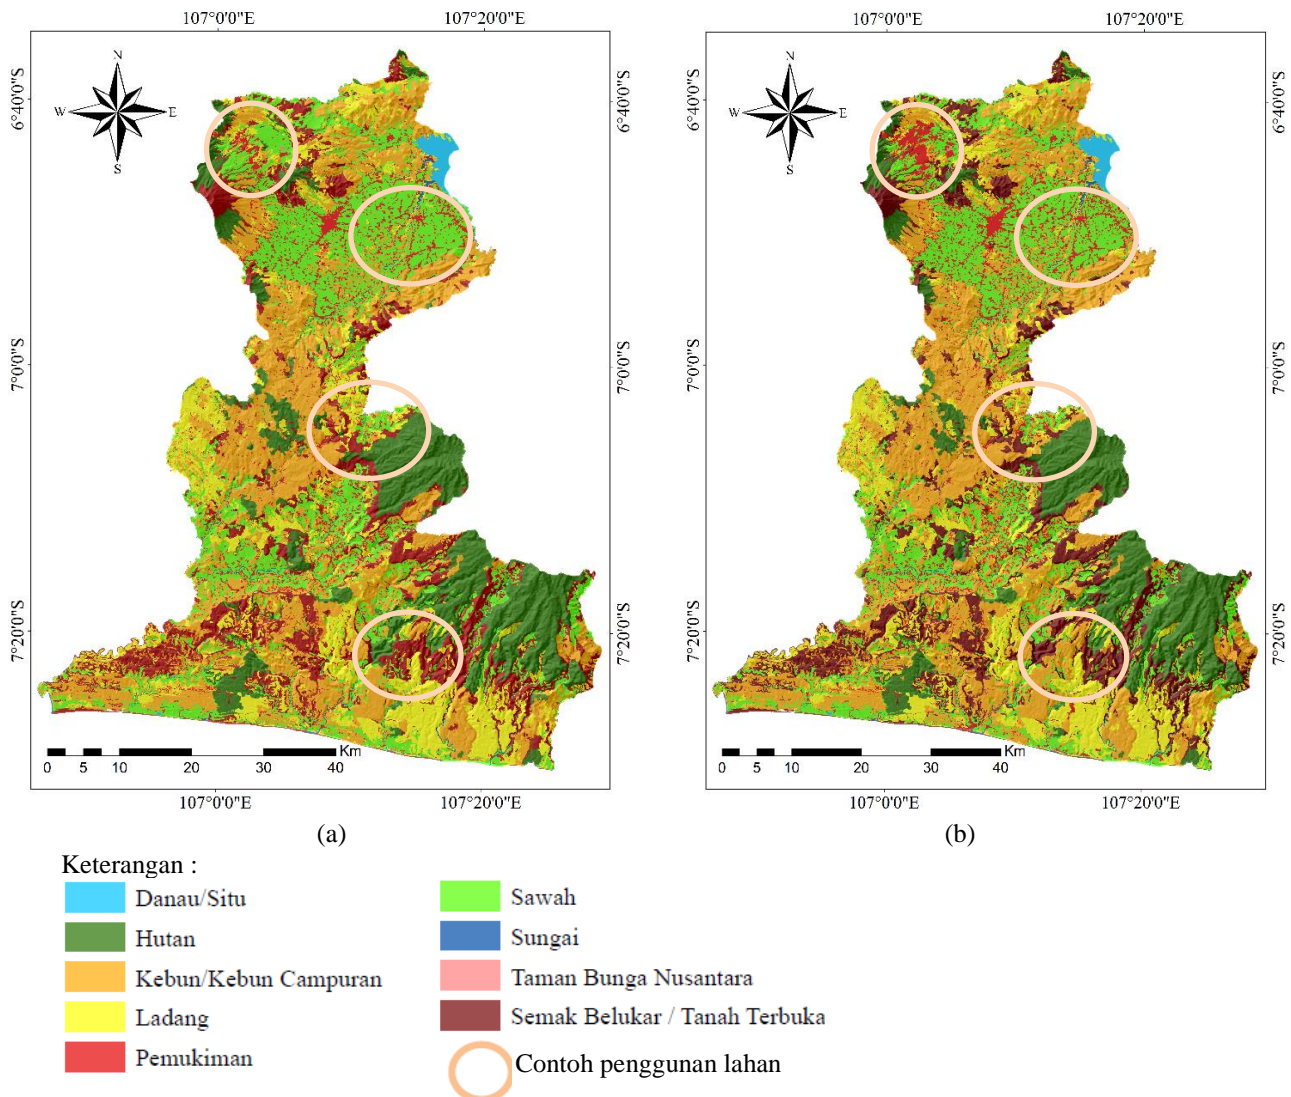 107°0'0"E 107°20'0"E 107°0'0"E 107°20'0"E
N
W E
S
N
W E
S
6°40'0"S 6°40'0"S 6°40'0"S 6°40'0"S
7°0'0"S 7°0'0"S 7°0'0"S 7°0'0"S
7°20'0"S 7°20'0"S 7°20'0"S 7°20'0"S
Km
0 5 10 20 30 40
Km
0 5 10 20 30 40
107°0'0"E 107°20'0"E 107°0'0"E 107°20'0"E
(a) (b)
Keterangan :
Danau/Situ
Hutan
Kebun/Kebun Campuran
Ladang
Pemukiman
Sawah
Sungai
Taman Bunga Nusantara
Semak Belukar / Tanah Terbuka
Contoh penggunan lahan